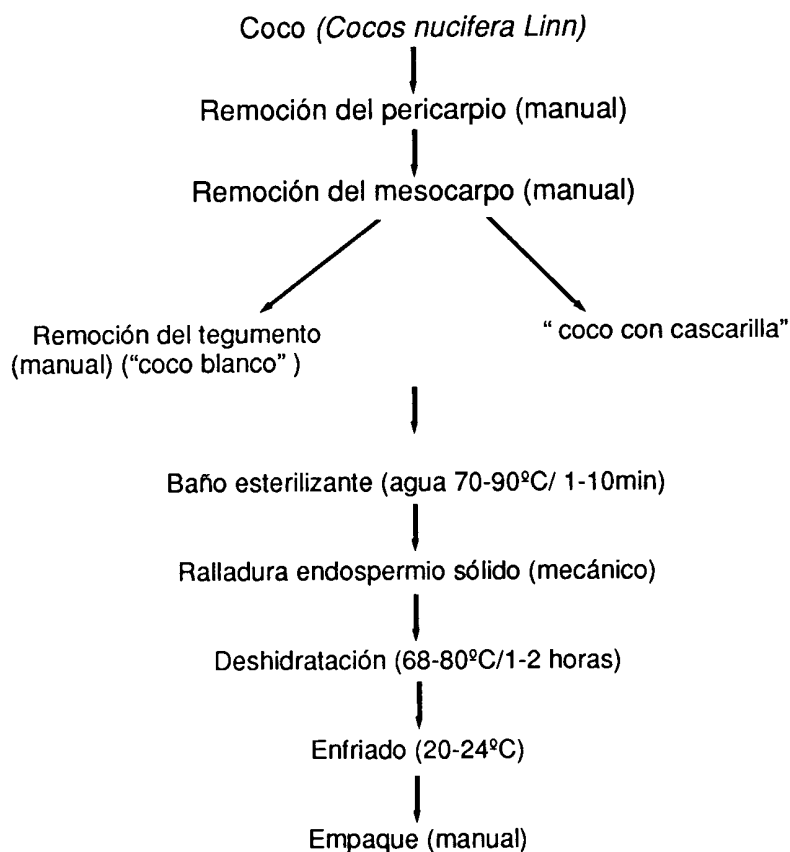 Coco (Cocos nucifera Linn)
Remoción del pericarpio (manual)
Remoción del mesocarpo (manual)
Remoción del tegumento
(manual) (“coco blanco” )
“ coco con cascarilla”
Baño esterilizante (agua 70-90ºC/ 1-10min)
Ralladura endospermio sólido (mecánico)
Deshidratación (68-80ºC/1-2 horas)
Enfriado (20-24ºC)
Empaque (manual)